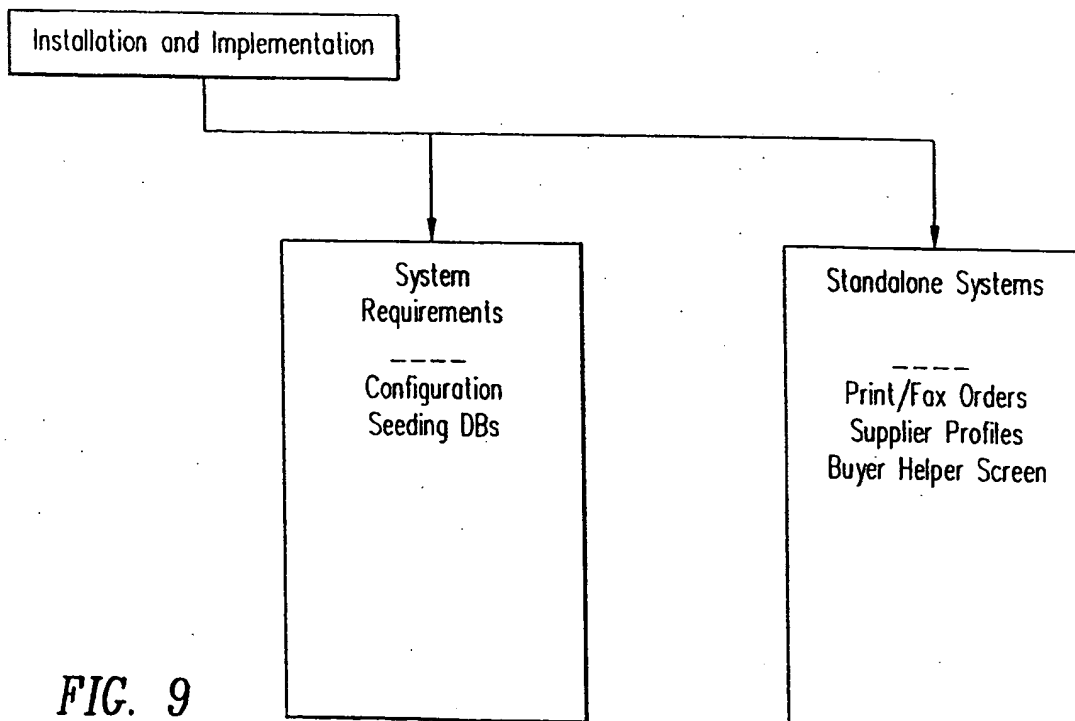 Installation and Implementation
System
Requirements
----
Configuration
Seeding DBs
Standalone Systems
----
Print/Fax Orders
Supplier Profiles
Buyer Helper Screen
FIG. 9